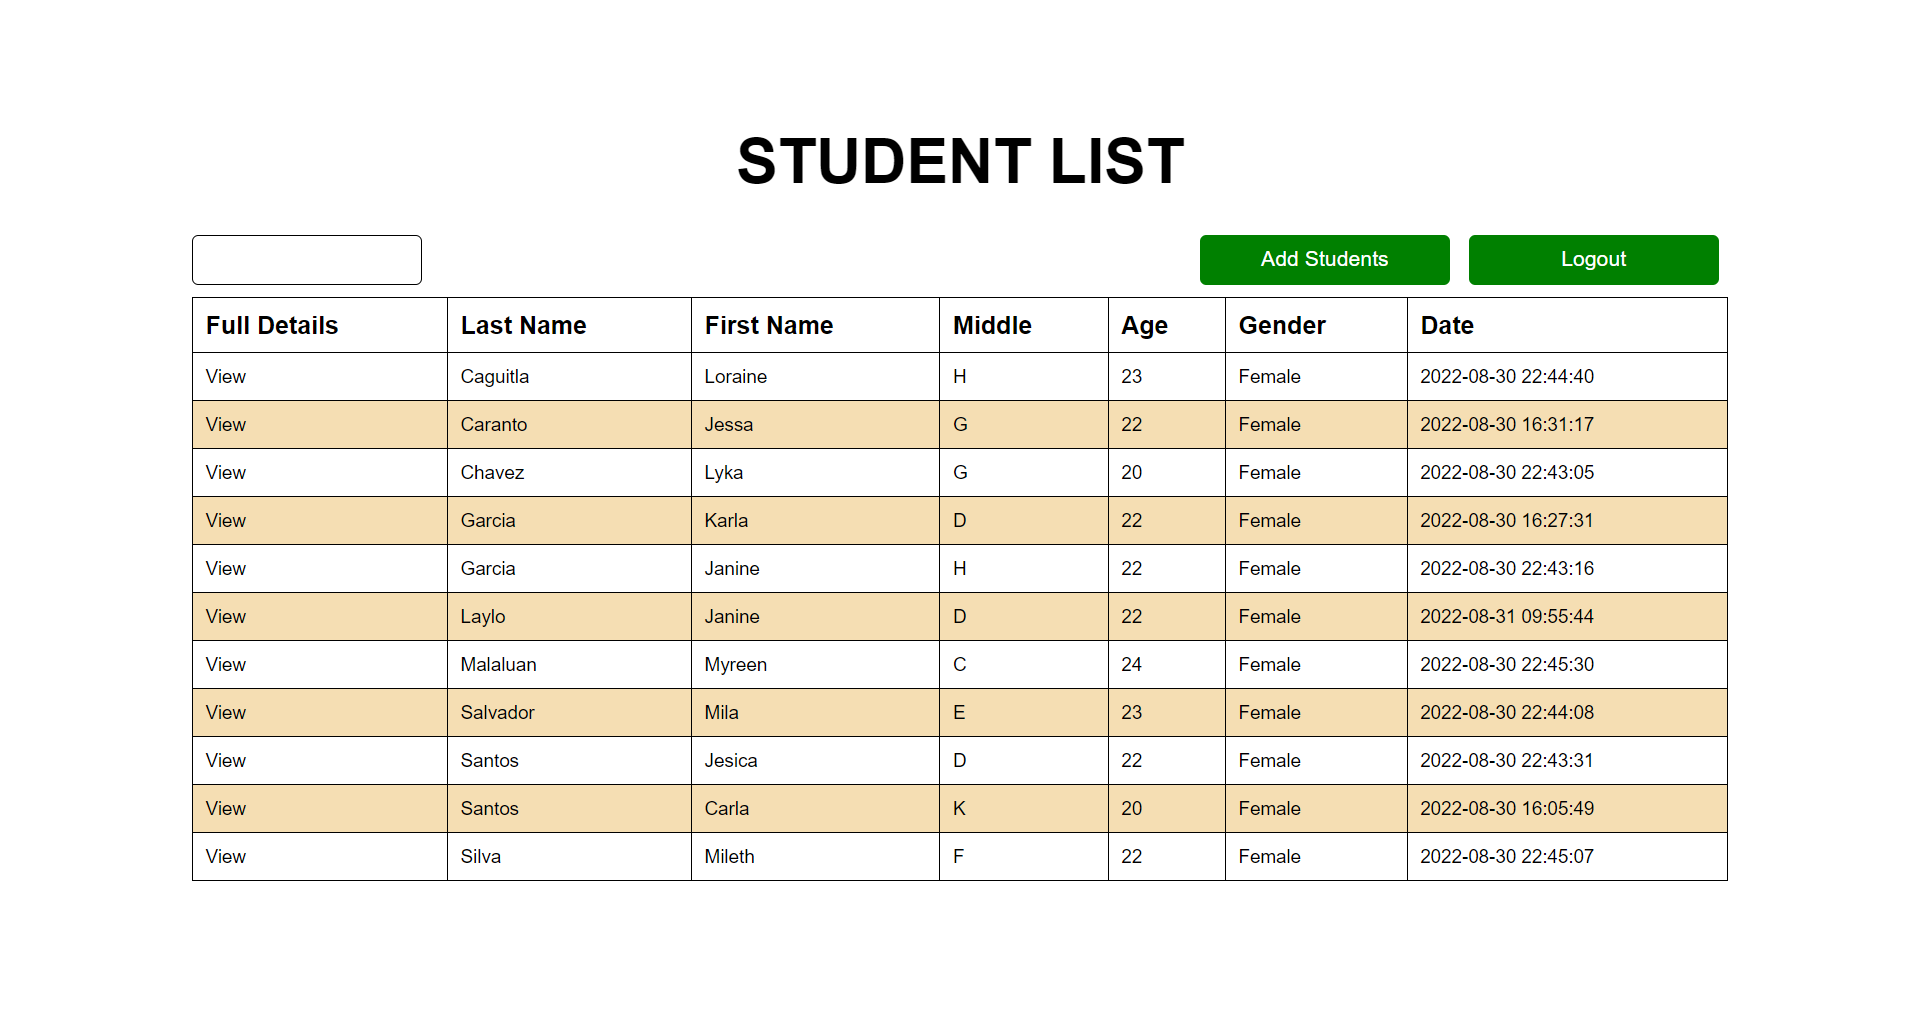 STUDENT LIST
Add Students Logout
Full Details Last Name First Name Middle Age Gender Date
View Caguitla Loraine H 23 Female 2022-08-30 22:44:40
View Caranto Jessa G 22 Female 2022-08-30 16:31:17
View Chavez Lyka G 20 Female 2022-08-30 22:43:05
View Garcia Karla D 22 Female 2022-08-30 16:27:31
View Garcia Janine H 22 Female 2022-08-30 22:43:16
View Laylo Janine D 22 Female 2022-08-31 09:55:44
View Malaluan Myreen C 24 Female 2022-08-30 22:45:30
View Salvador Mila E 23 Female 2022-08-30 22:44:08
View Santos Jesica D 22 Female 2022-08-30 22:43:31
View Santos Carla K 20 Female 2022-08-30 16:05:49
View Silva Mileth F 22 Female 2022-08-30 22:45:07